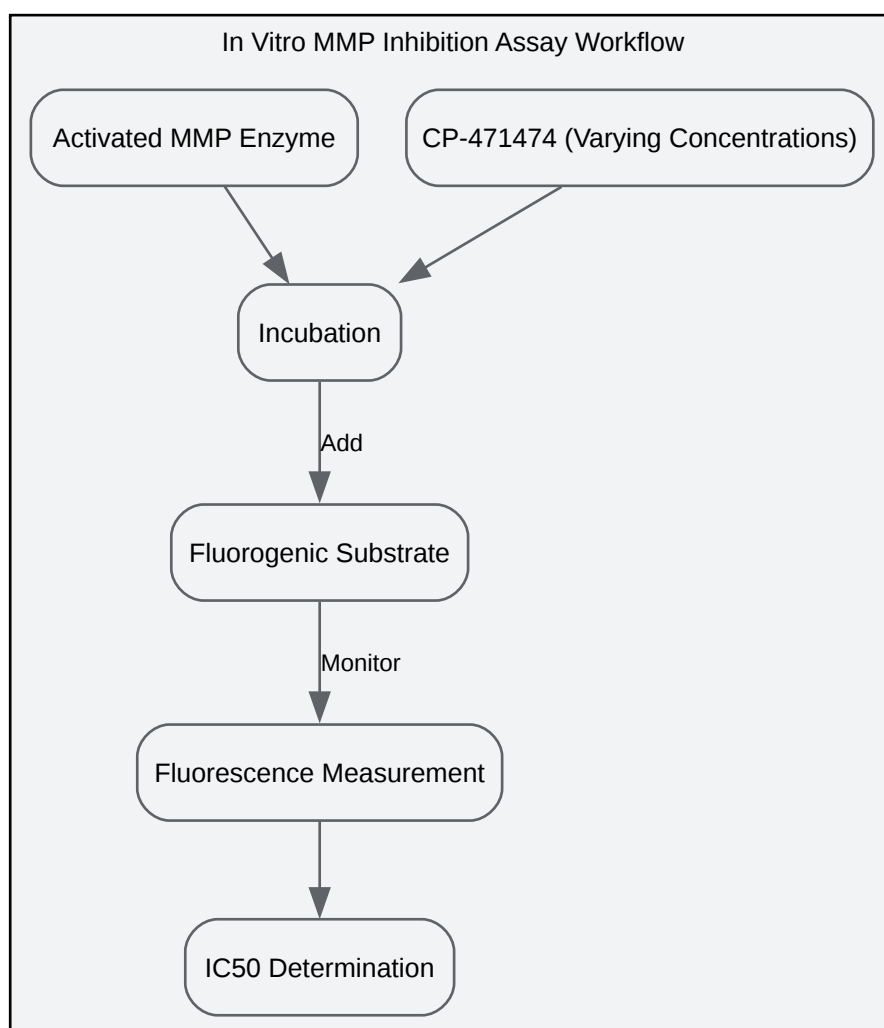 In Vitro MMP Inhibition Assay Workflow
Activated MMP Enzyme
CP-471474 (Varying Concentrations)
Incubation
Add
Fluorogenic Substrate
Monitor
Fluorescence Measurement
IC50 Determination